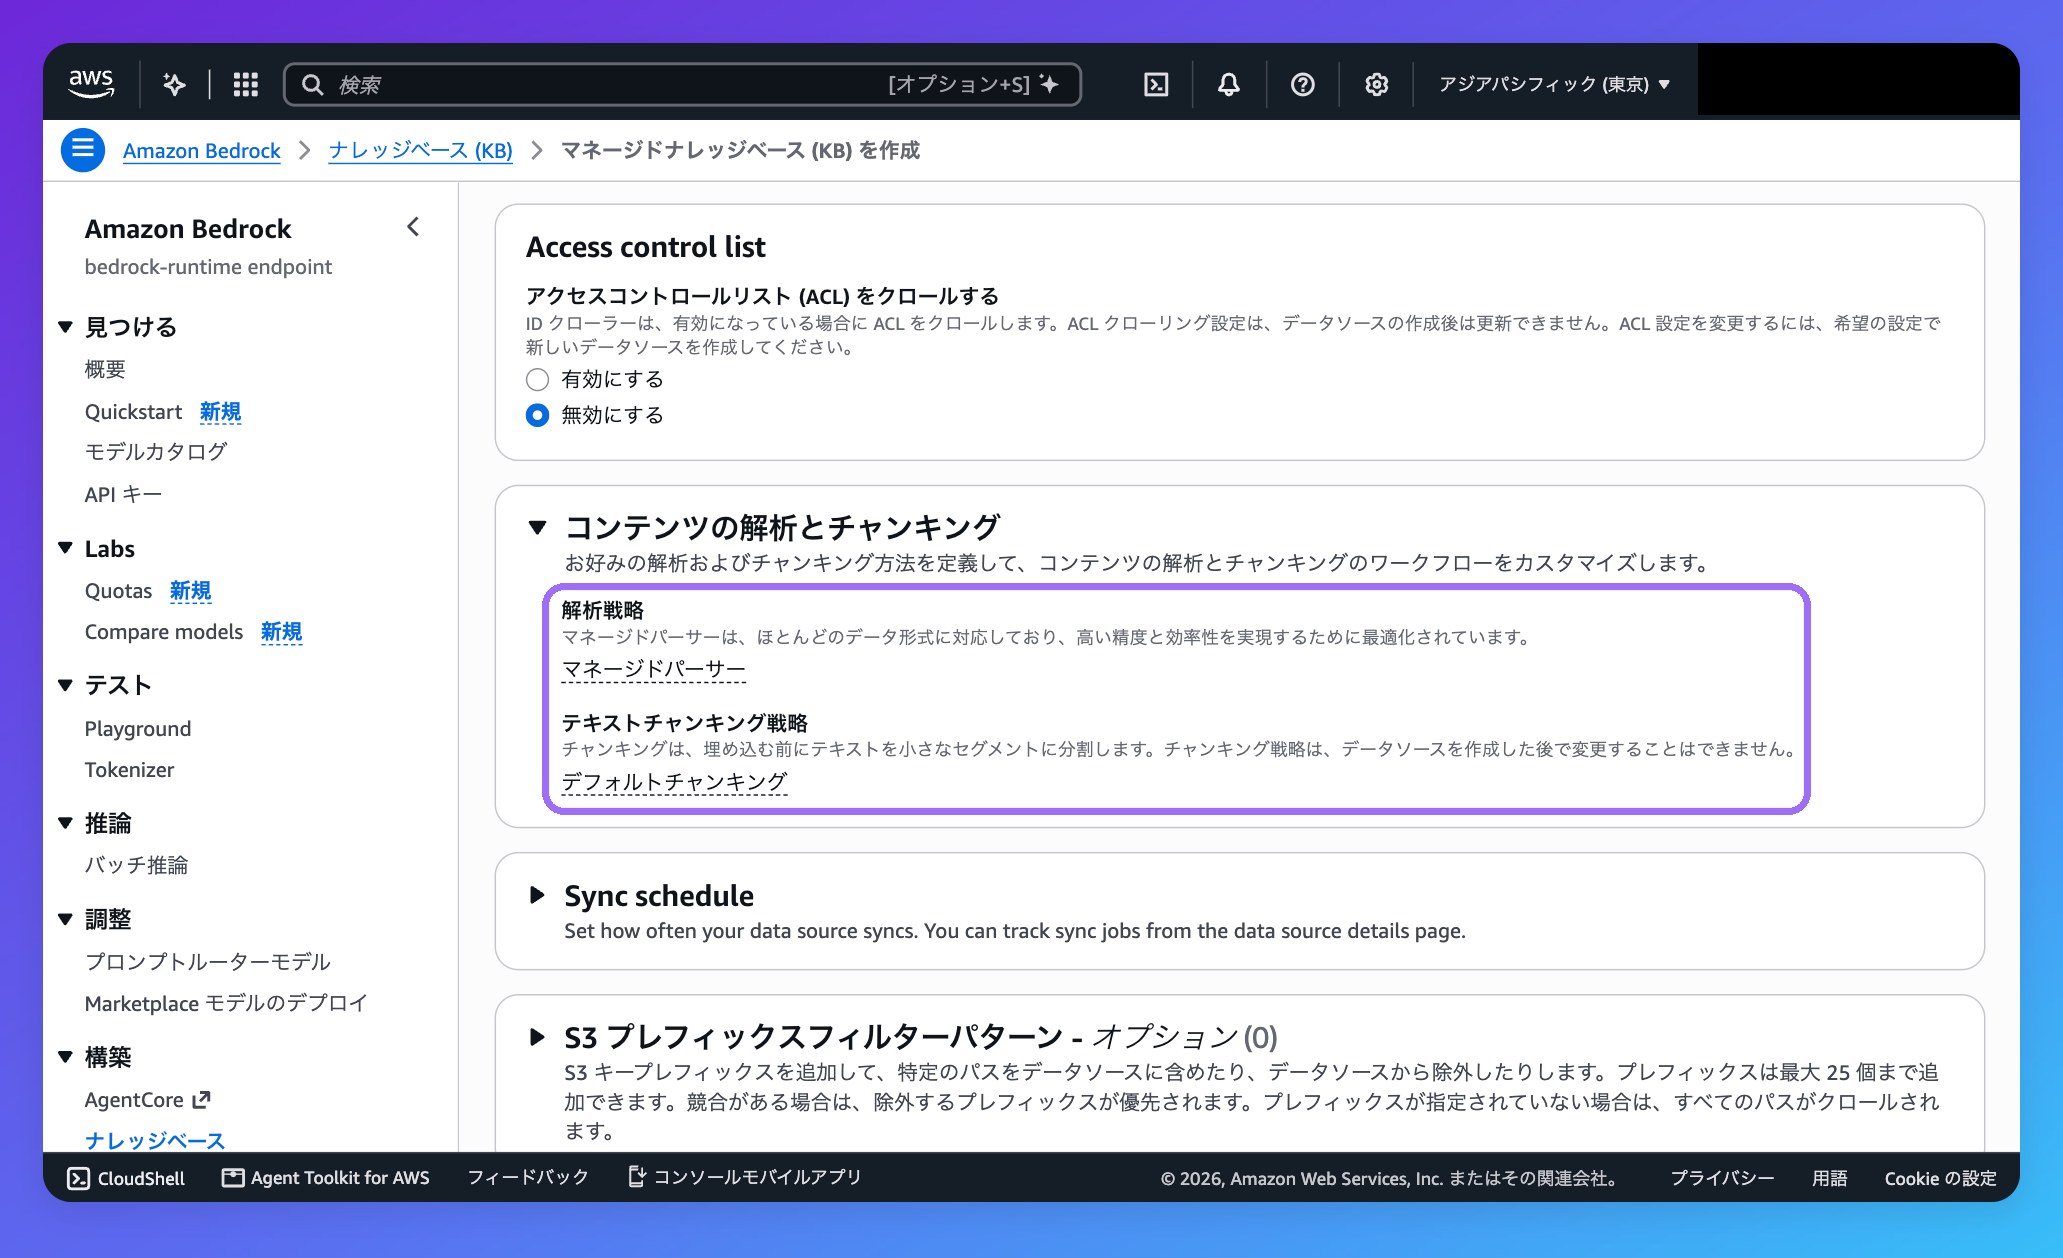 aws
検索
[オプション+S]
アジアパシフィック (東京)
Amazon Bedrock
ナレッジベース (KB)
マネージドナレッジベース (KB) を作成
Amazon Bedrock
bedrock-runtime endpoint
見つける
概要
Quickstart 新規
モデルカタログ
API キー
Labs
Quotas 新規
Compare models 新規
テスト
Playground
Tokenizer
推論
バッチ推論
調整
プロンプトルーターモデル
Marketplace モデルのデプロイ
構築
AgentCore
ナレッジベース
Access control list
アクセスコントロールリスト (ACL) をクロールする
ID クローラーは、有効になっている場合に ACL をクロールします。ACL クローリング設定は、データソースの作成後は更新できません。ACL 設定を変更するには、希望の設定で
新しいデータソースを作成してください。
有効にする
無効にする
コンテンツの解析とチャンキング
お好みの解析およびチャンキング方法を定義して、コンテンツの解析とチャンキングのワークフローをカスタマイズします。
解析戦略
マネージドパーサーは、ほとんどのデータ形式に対応しており、高い精度と効率性を実現するために最適化されています。
マネージドパーサー
テキストチャンキング戦略
チャンキングは、埋め込む前にテキストを小さなセグメントに分割します。チャンキング戦略は、データソースを作成した後で変更することはできません。
デフォルトチャンキング
Sync schedule
Set how often your data source syncs. You can track sync jobs from the data source details page.
S3 プレフィックスフィルターパターン - オプション (0)
S3 キープレフィックスを追加して、特定のパスをデータソースに含めたり、データソースから除外したりします。プレフィックスは最大 25 個まで追
加できます。競合がある場合は、除外するプレフィックスが優先されます。プレフィックスが指定されていない場合は、すべてのパスがクロールされ
ます。
CloudShell
Agent Toolkit for AWS
フィードバック
コンソールモバイルアプリ
© 2026, Amazon Web Services, Inc. またはその関連会社。
プライバシー
用語
Cookie の設定